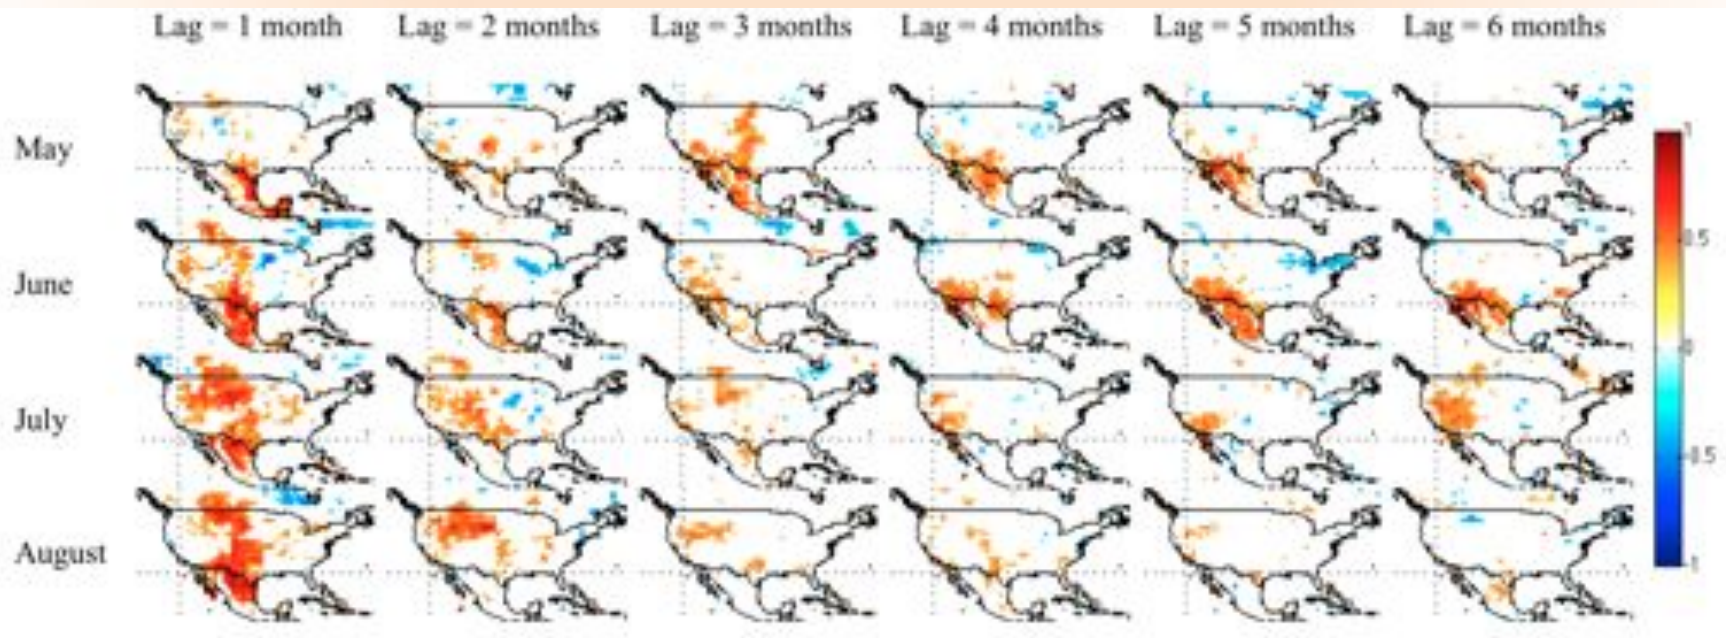 Lag = 1 month Lag = 2 months Lag = 3 months Lag = 4 months Lag = 5 months Lag = 6 months
May
June
July
August
1
0.5
0
-0.5
-1